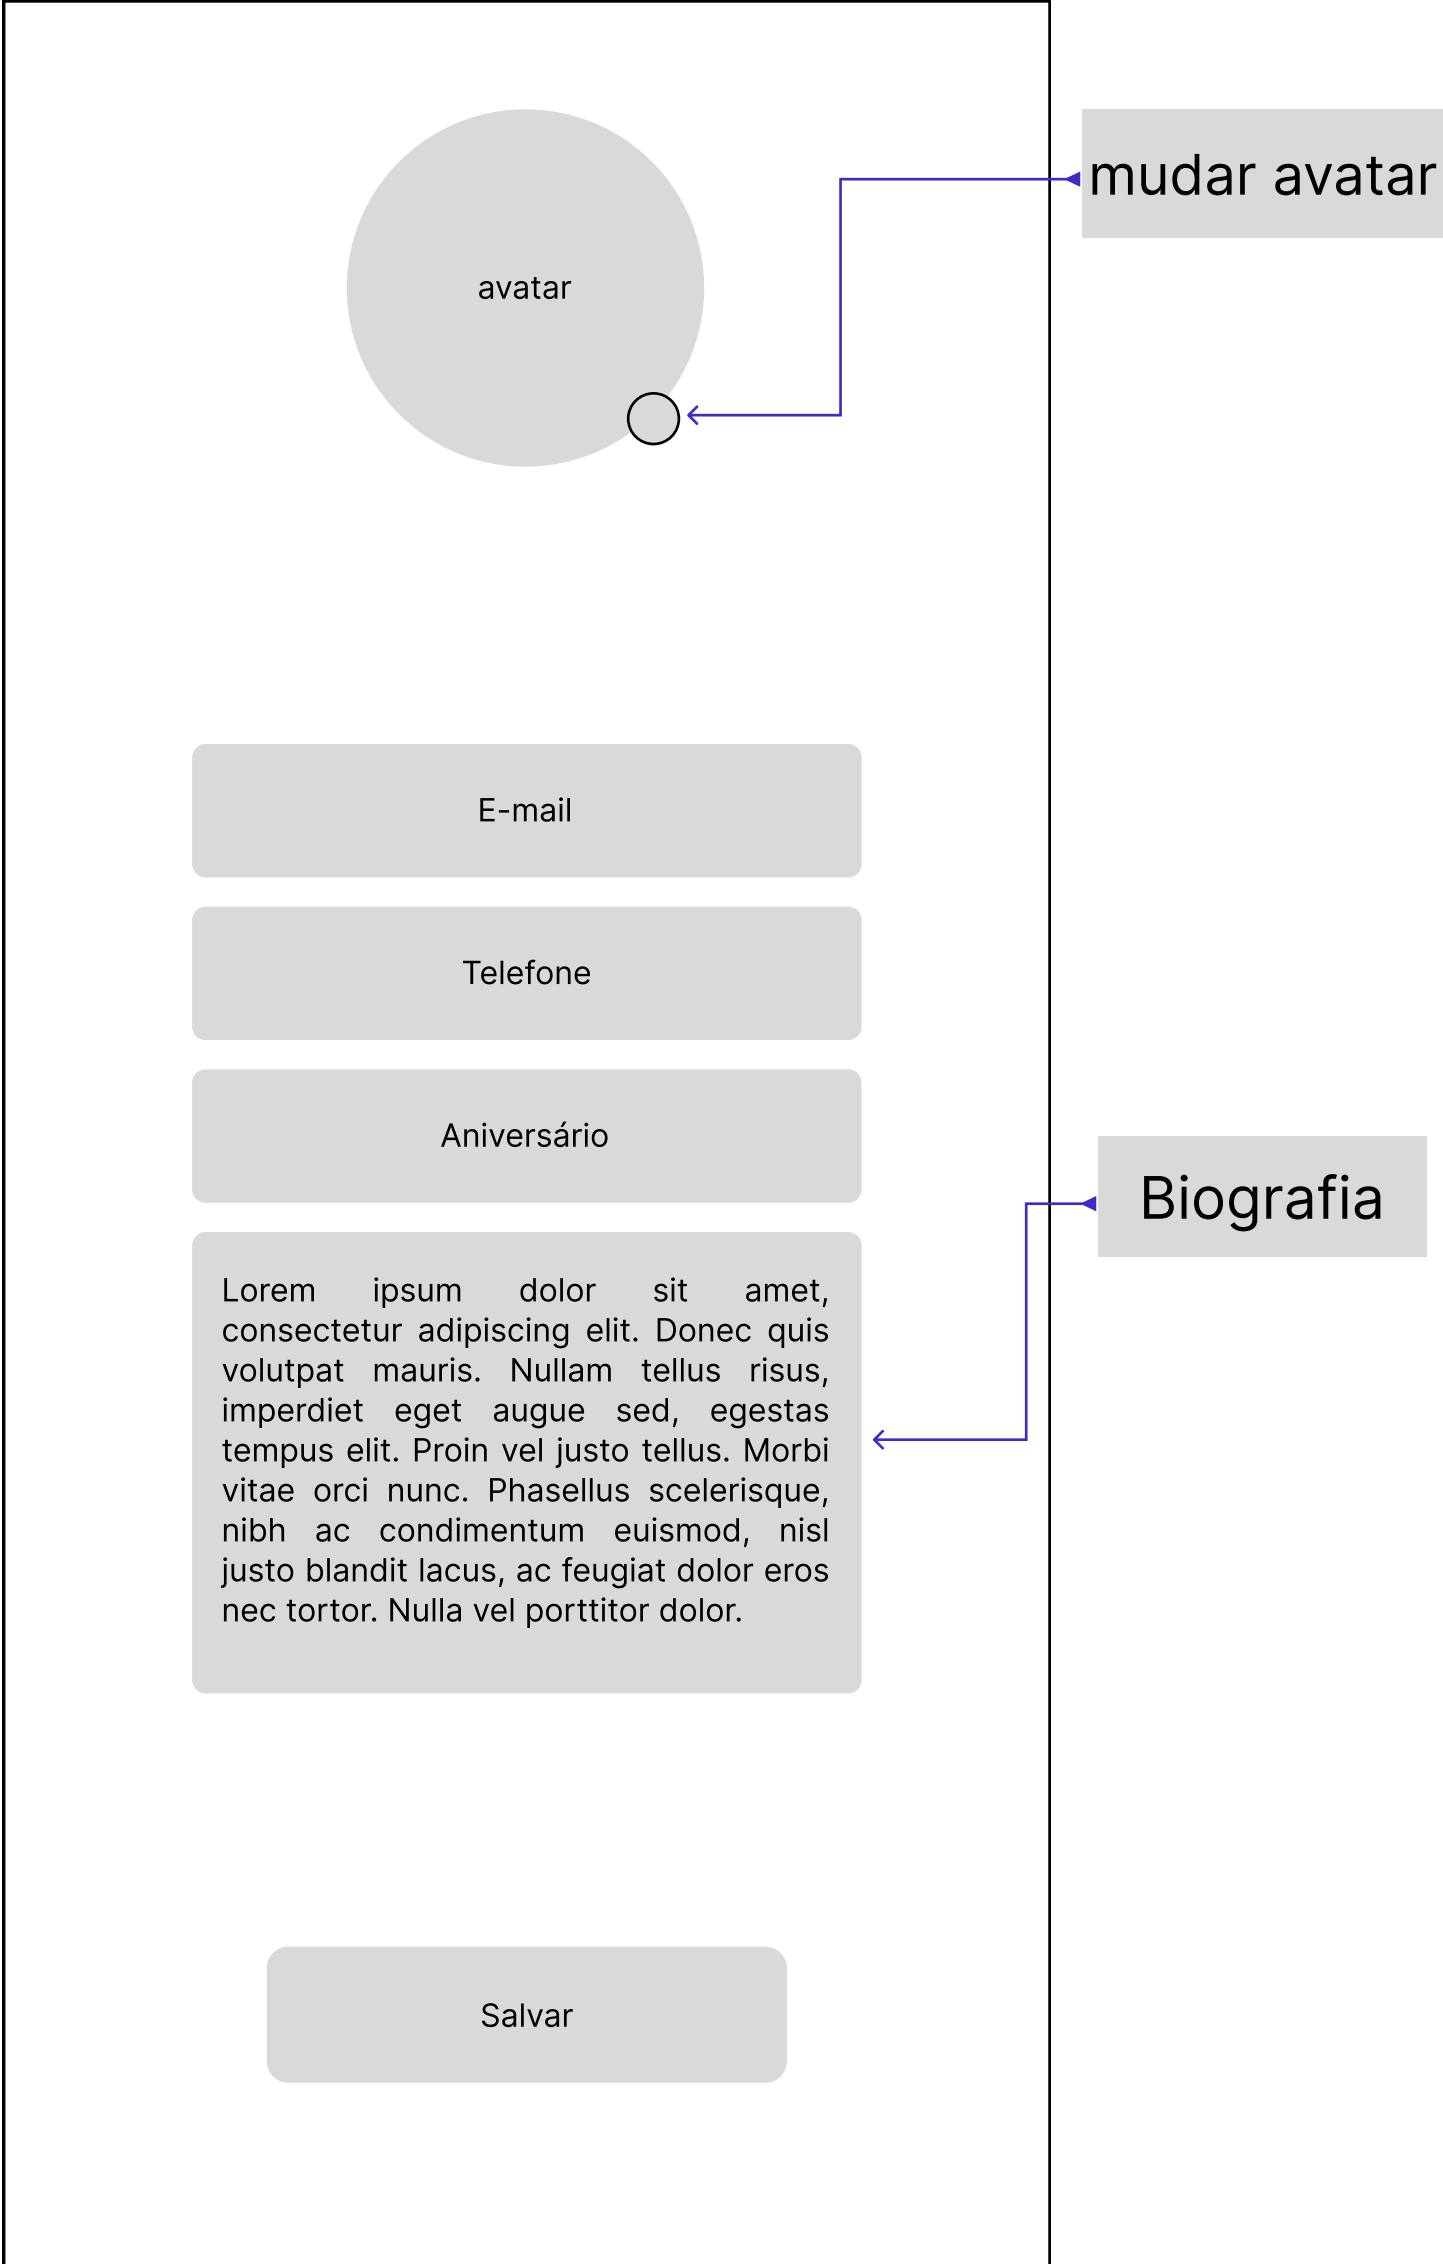 mudar avatar
avatar
E-mail
Telefone
Aniversário
Biografia
Lorem ipsum dolor sit amet,
consectetur adipiscing elit. Donec quis
volutpat mauris. Nullam tellus risus,
imperdiet eget augue sed, egestas
tempus elit. Proin vel justo tellus. Morbi
vitae orci nunc. Phasellus scelerisque,
nibh ac condimentum euismod, nisl
justo blandit lacus, ac feugiat dolor eros
nec tortor. Nulla vel porttitor dolor.
Salvar